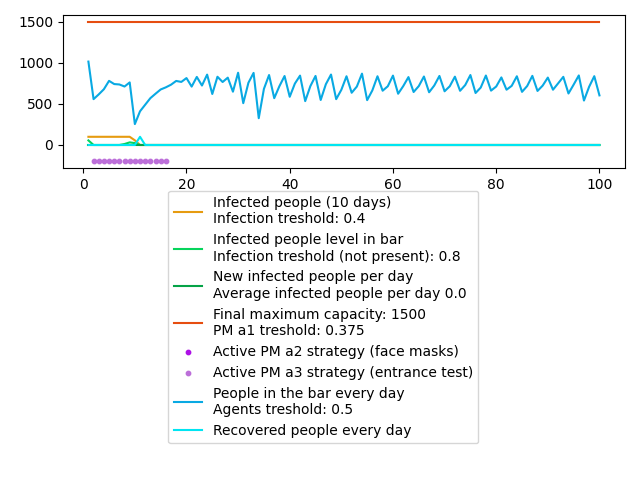 1500
1000
500
0
0 20 40 60 80 100
Infected people (10 days)
Infection treshold: 0.4
Infected people level in bar
Infection treshold (not present): 0.8
New infected people per day
Average infected people per day 0.0
Final maximum capacity: 1500
PM a1 treshold: 0.375
Active PM a2 strategy (face masks)
Active PM a3 strategy (entrance test)
People in the bar every day
Agents treshold: 0.5
Recovered people every day